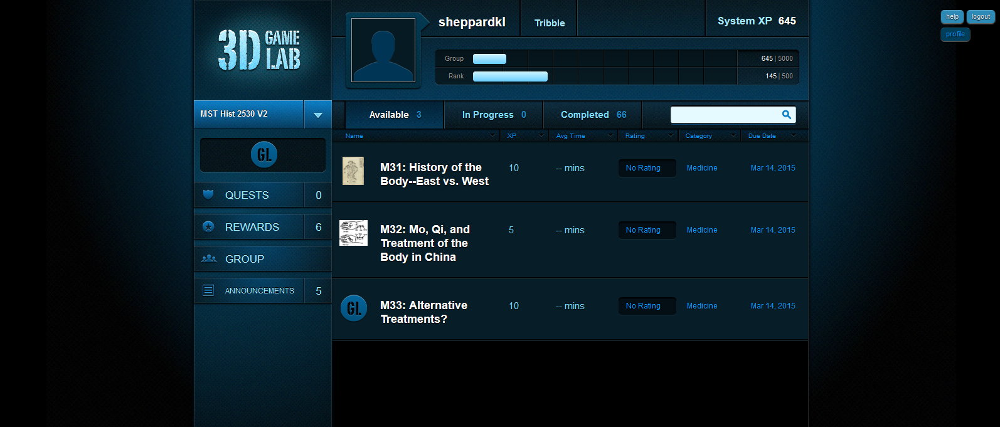 3D GAME LAB
sheppardkl
Tribble
System XP 645
help
logout
profile
Group
645 | 5000
Rank
145 | 500
MST Hist 2530 V2
Available 3
In Progress 0
Completed 66
Name
XP
Avg Time
Rating
Category
Due Date
GL
QUESTS 0
REWARDS 6
GROUP
ANNOUNCEMENTS 5
M31: History of the
Body--East vs. West
10
-- mins
No Rating
Medicine
Mar 14, 2015
M32: Mo, Qi, and
Treatment of the
Body in China
5
-- mins
No Rating
Medicine
Mar 14, 2015
GL
M33: Alternative
Treatments?
10
-- mins
No Rating
Medicine
Mar 14, 2015